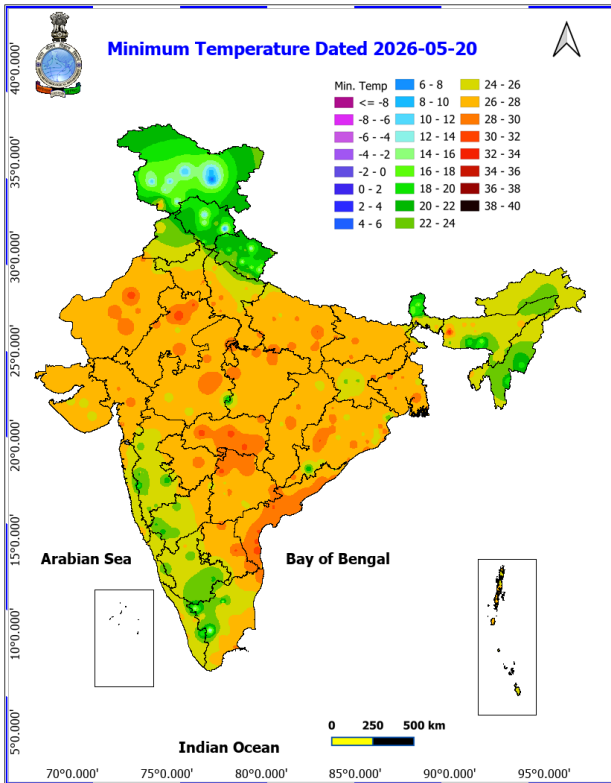 Minimum Temperature Dated 2026-05-20
Min. Temp
<= -8
-8 - -6
-6 - -4
-4 - -2
-2 - 0
0 - 2
2 - 4
4 - 6
6 - 8
8 - 10
10 - 12
12 - 14
14 - 16
16 - 18
18 - 20
20 - 22
22 - 24
24 - 26
26 - 28
28 - 30
30 - 32
32 - 34
34 - 36
36 - 38
38 - 40
40°0.000'
35°0.000'
30°0.000'
25°0.000'
20°0.000'
15°0.000'
10°0.000'
5°0.000'
Arabian Sea
Bay of Bengal
0 250 500 km
Indian Ocean
70°0.000' 75°0.000' 80°0.000' 85°0.000' 90°0.000' 95°0.000'